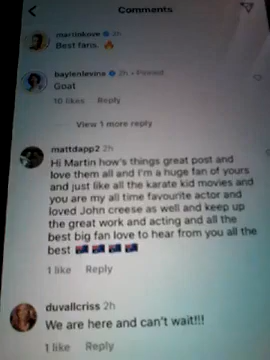 Comments
martinkove 2h
Best fans. 🔥
baylenlevine 2h • Pinned
Goat
10 likes Reply
View 1 more reply
mattdapp2 2h
Hi Martin how's things great post and
love them all and I'm a huge fan of yours
and just like all the karate kid movies and
you are my all time favourite actor and
loved John creese as well and keep up
the great work and acting and all the
best big fan love to hear from you all the
best 🇦🇺 🇦🇺 🇦🇺 🇦🇺
1 like Reply
duvallcriss 2h
We are here and can't wait!!!
1 like Reply